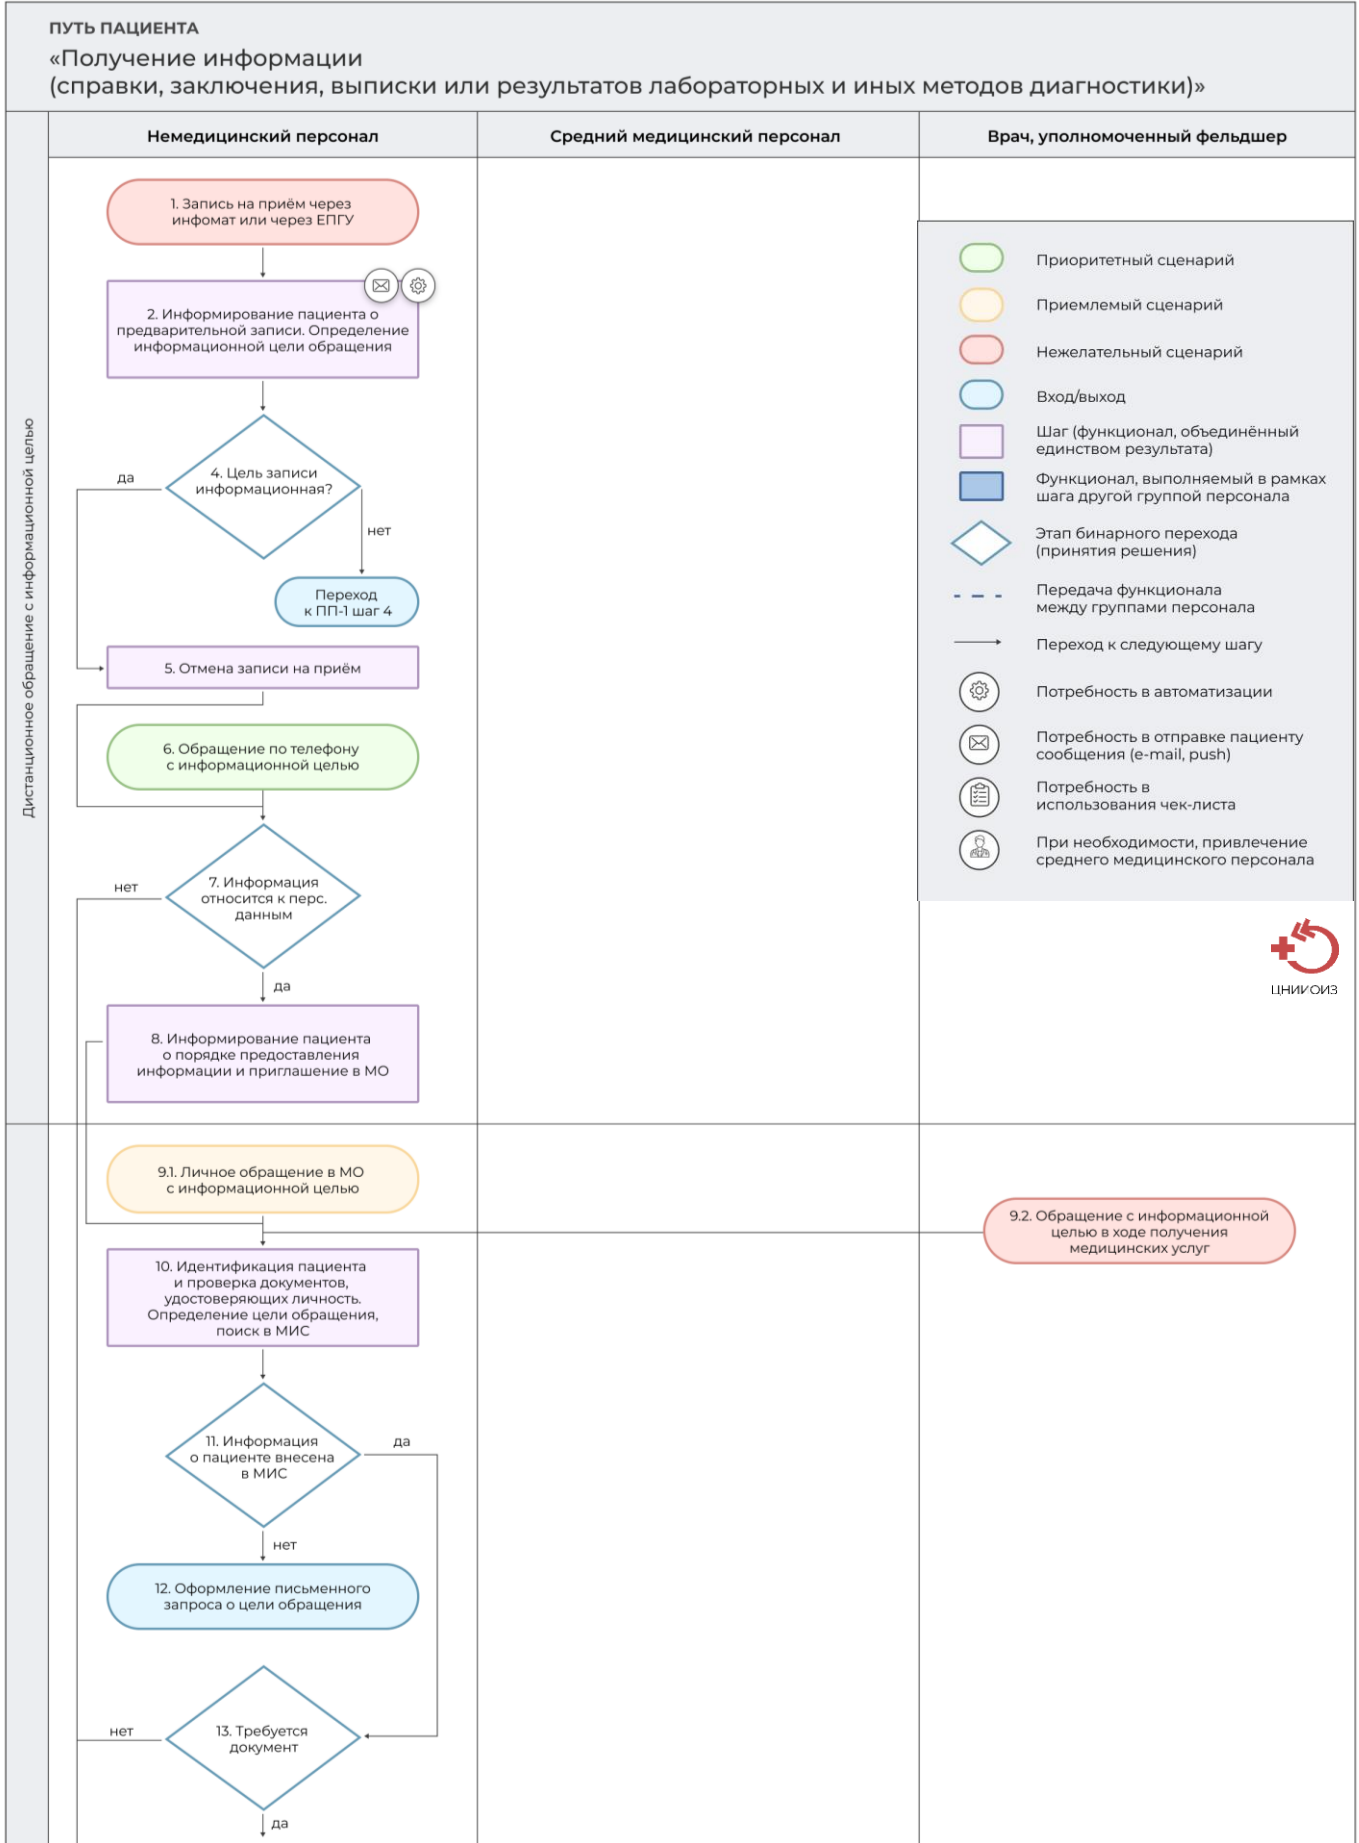 ПУТЬ ПАЦИЕНТА
«Получение информации
(справки, заключения, выписки или результатов лабораторных и иных методов диагностики)»
Немедицинский персонал
Средний медицинский персонал
Врач, уполномоченный фельдшер
Дистанционное обращение с информационной целью
1. Запись на приём через
инфомат или через ЕПГУ
2. Информирование пациента о
предварительной записи. Определение
информационной цели обращения
4. Цель записи
информационная?
да
нет
Переход
к ПП-1 шаг 4
5. Отмена записи на приём
6. Обращение по телефону
с информационной целью
7. Информация
относится к перс.
данным
нет
да
8. Информирование пациента
о порядке предоставления
информации и приглашение в МО
Приоритетный сценарий
Приемлемый сценарий
Нежелательный сценарий
Вход/выход
Шаг (функционал, объединённый
единством результата)
Функционал, выполняемый в рамках
шага другой группой персонала
Этап бинарного перехода
(принятия решения)
Передача функционала
между группами персонала
Переход к следующему шагу
Потребность в автоматизации
Потребность в отправке пациенту
сообщения (e-mail, push)
Потребность в
использования чек-листа
При необходимости, привлечение
среднего медицинского персонала
ЦНИИОИЗ
9.1. Личное обращение в МО
с информационной целью
9.2. Обращение с информационной
целью в ходе получения
медицинских услуг
10. Идентификация пациента
и проверка документов,
удостоверяющих личность.
Определение цели обращения,
поиск в МИС
11. Информация
о пациенте внесена
в МИС
да
нет
12. Оформление письменного
запроса о цели обращения
13. Требуется
документ
нет
да